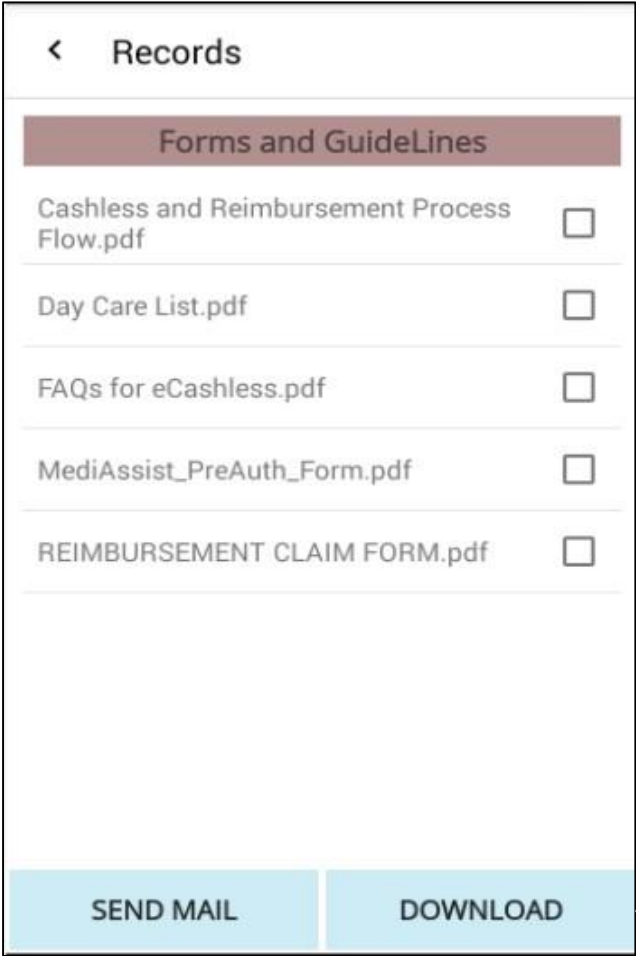 Records
Forms and GuideLines
Cashless and Reimbursement Process
Flow.pdf
Day Care List.pdf
FAQs for eCashless.pdf
MediAssist_PreAuth_Form.pdf
REIMBURSEMENT CLAIM FORM.pdf
SEND MAIL
DOWNLOAD